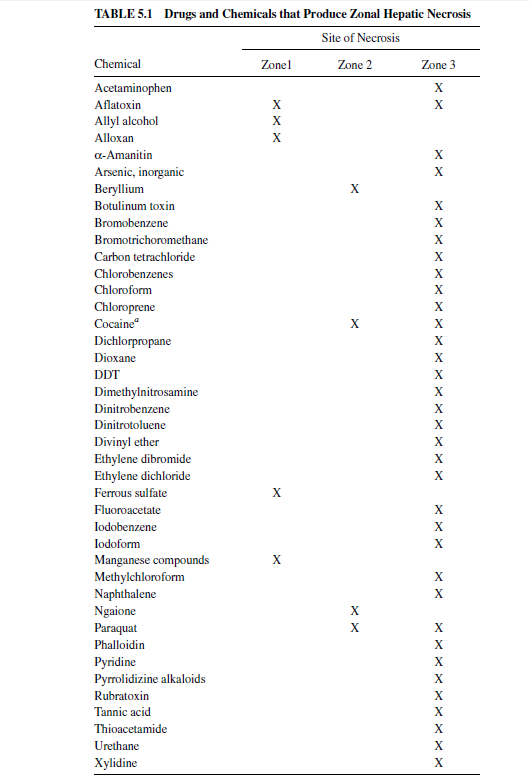 TABLE 5.1 Drugs and Chemicals that Produce Zonal Hepatic Necrosis
Site of Necrosis
Chemical Zone1 Zone 2 Zone 3
Acetaminophen X
Aflatoxin X X
Allyl alcohol X
Alloxan X
α-Amanitin X
Arsenic, inorganic X
Beryllium X
Botulinum toxin X
Bromobenzene X
Bromotrichoromethane X
Carbon tetrachloride X
Chlorobenzenes X
Chloroform X
Chloroprene X
Cocaineᵃ X X
Dichlorpropane X
Dioxane X
DDT X
Dimethylnitrosamine X
Dinitrobenzene X
Dinitrotoluene X
Divinyl ether X
Ethylene dibromide X
Ethylene dichloride X
Ferrous sulfate X
Fluoroacetate X
Iodobenzene X
Iodoform X
Manganese compounds X
Methylchloroform X
Naphthalene X
Ngaione X
Paraquat X X
Phalloidin X
Pyridine X
Pyrrolidizine alkaloids X
Rubratoxin X
Tannic acid X
Thioacetamide X
Urethane X
Xylidine X